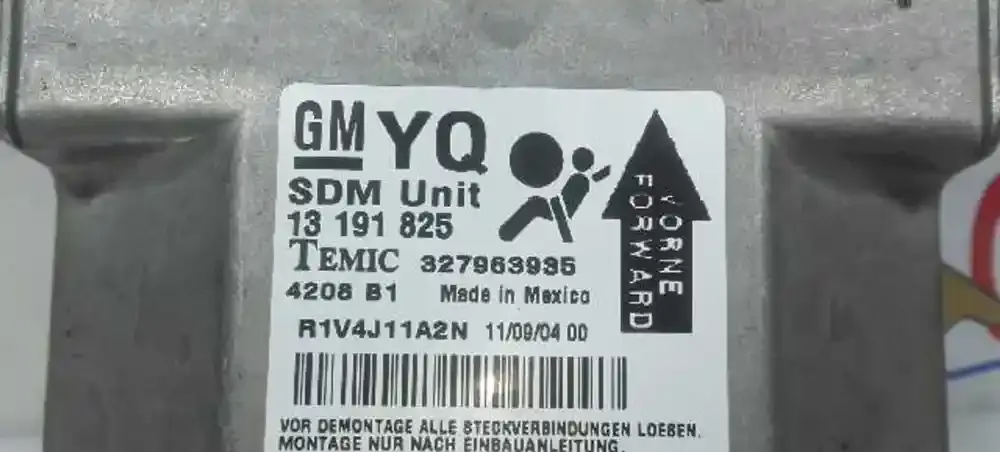 GM YQ
SDM Unit
13 191 825
TEMIC 327963935
4208 B1 Made in Mexico
R1V4J11A2N 11/09/04 00
VORNE
FORWARD
VOR DEMONTAGE ALLE STECKVERBINDUNGEN LOESEN.
MONTAGE NUR NACH EINBAUANLEITUNG.